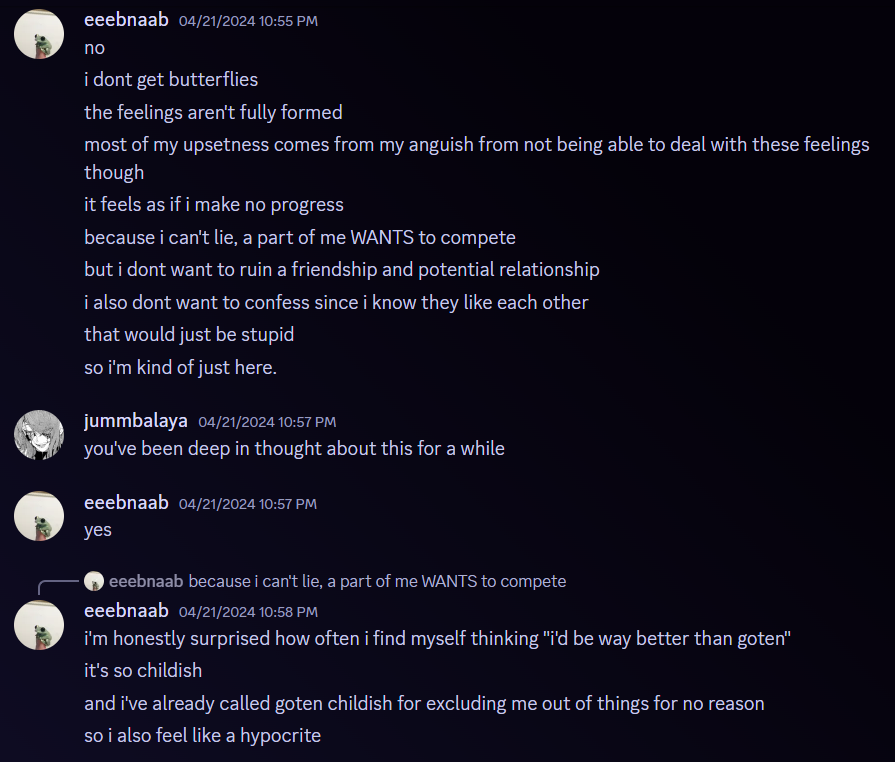 eeebnaab 04/21/2024 10:55 PM
no
i dont get butterflies
the feelings aren't fully formed
most of my upsetness comes from my anguish from not being able to deal with these feelings
though
it feels as if i make no progress
because i can't lie, a part of me WANTS to compete
but i dont want to ruin a friendship and potential relationship
i also dont want to confess since i know they like each other
that would just be stupid
so i'm kind of just here.
jummbalaya 04/21/2024 10:57 PM
you've been deep in thought about this for a while
eeebnaab 04/21/2024 10:57 PM
yes
eeebnaab because i can't lie, a part of me WANTS to compete
eeebnaab 04/21/2024 10:58 PM
i'm honestly surprised how often i find myself thinking "i'd be way better than goten"
it's so childish
and i've already called goten childish for excluding me out of things for no reason
so i also feel like a hypocrite